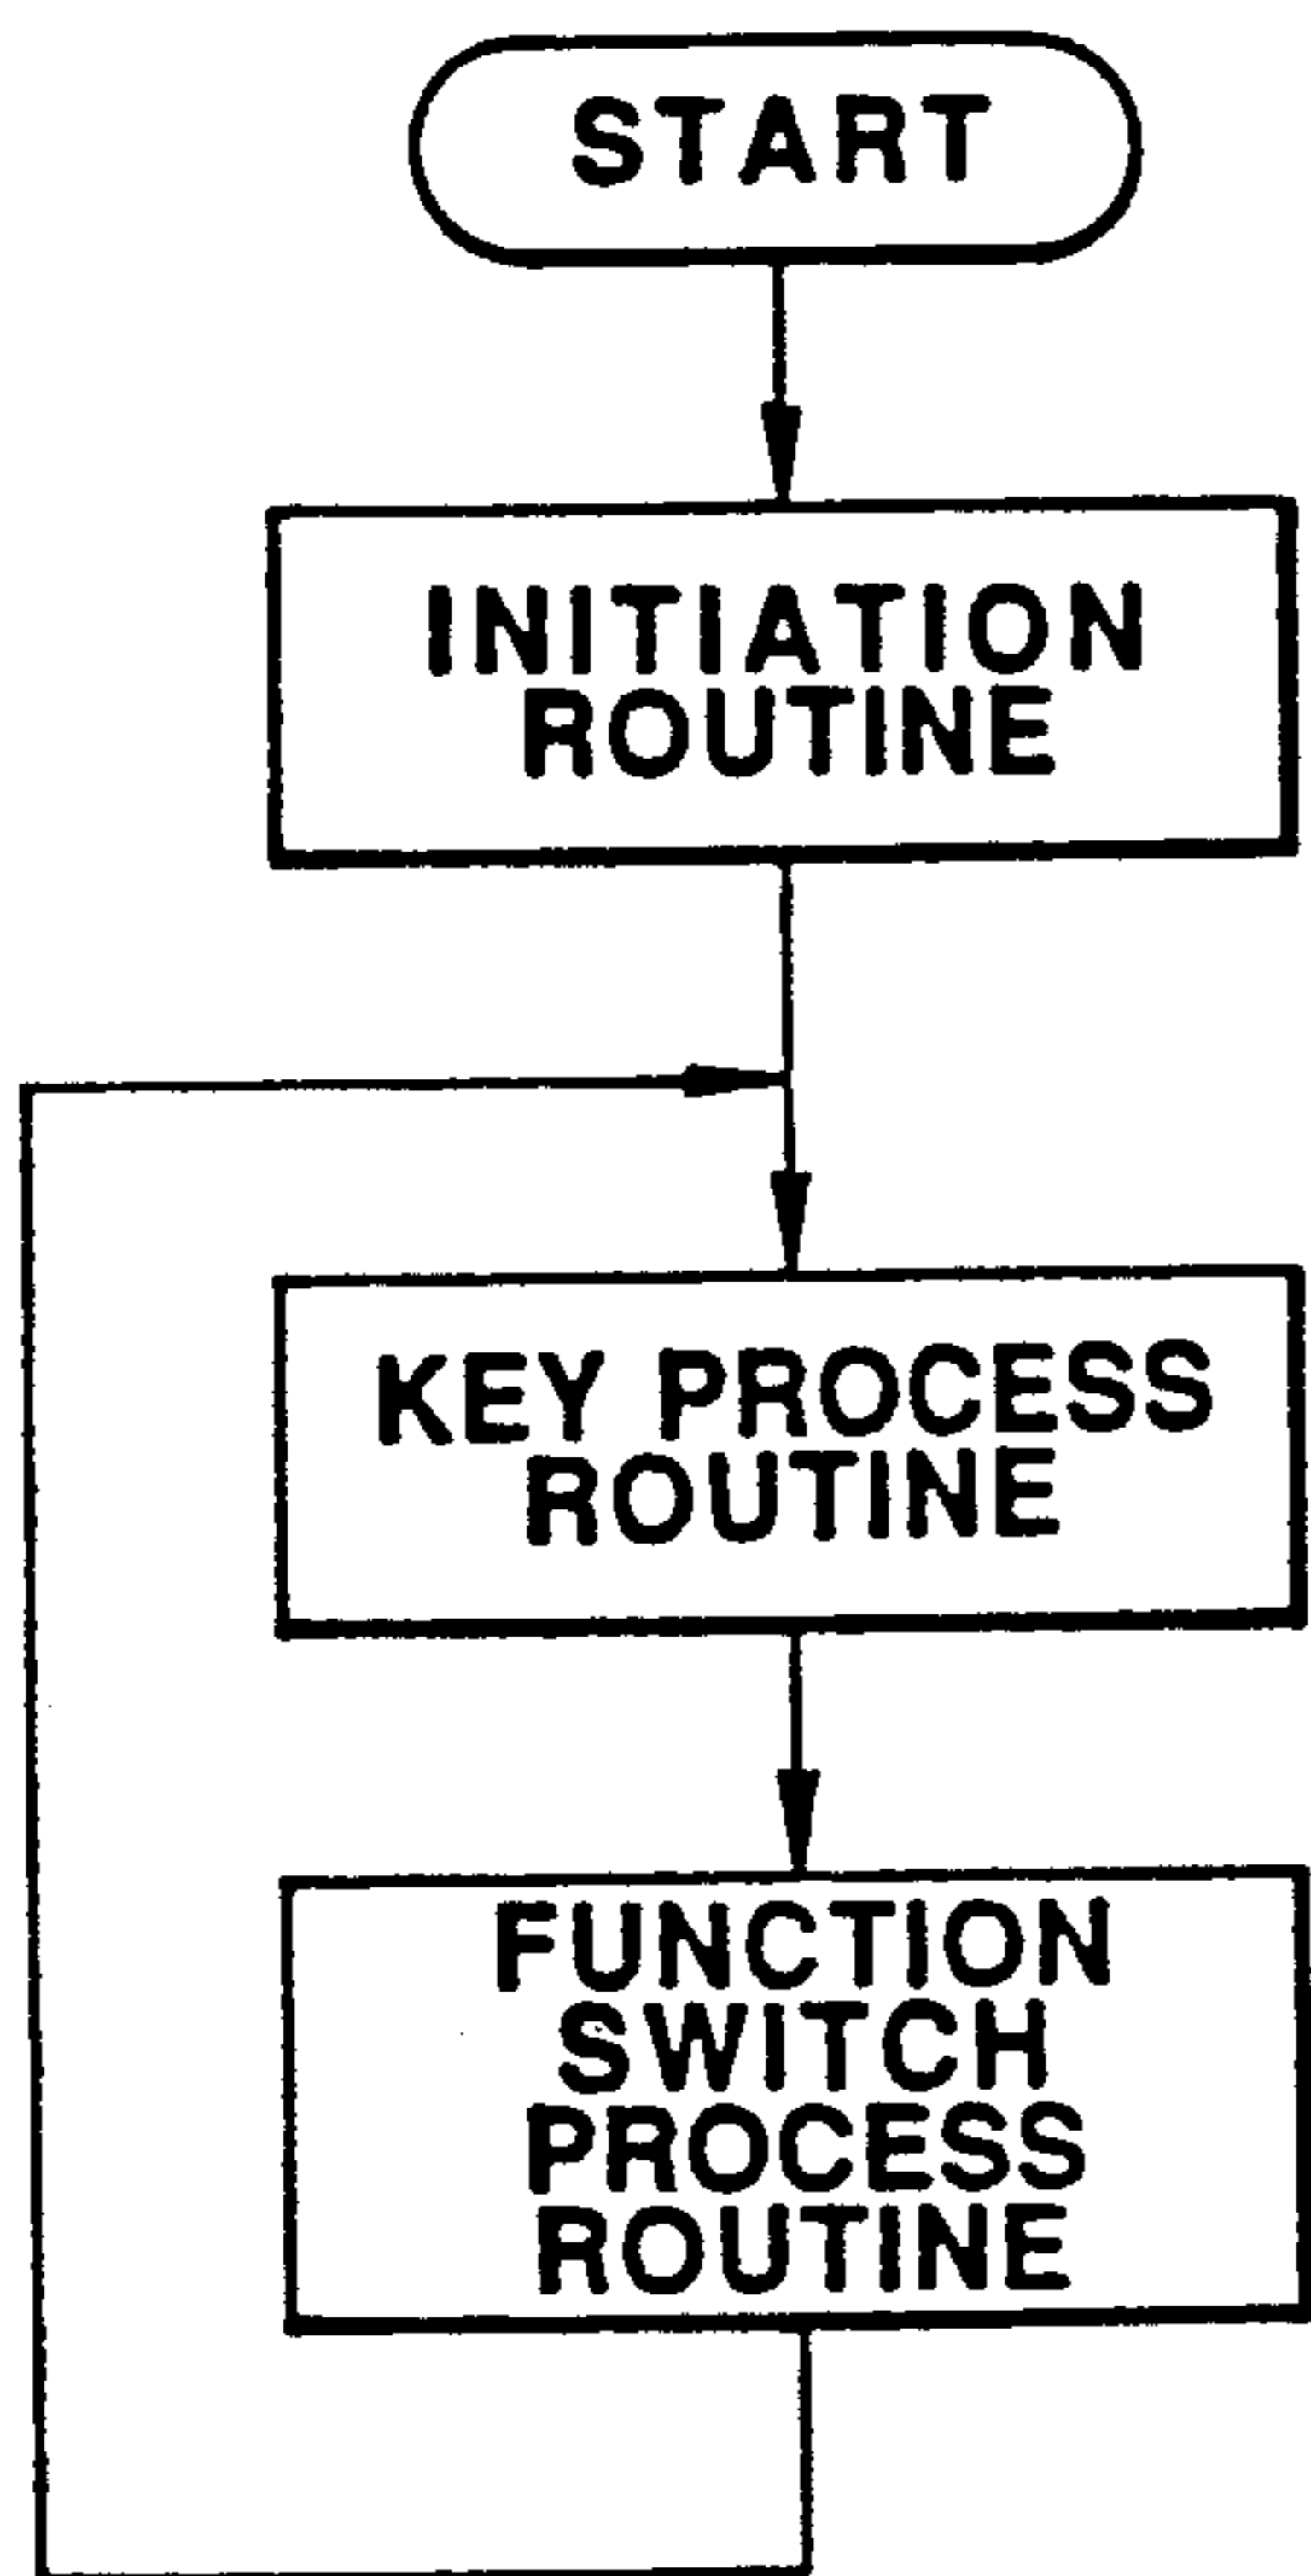 START
INITIATION
ROUTINE
KEY PROCESS
ROUTINE
FUNCTION
SWITCH
PROCESS
ROUTINE